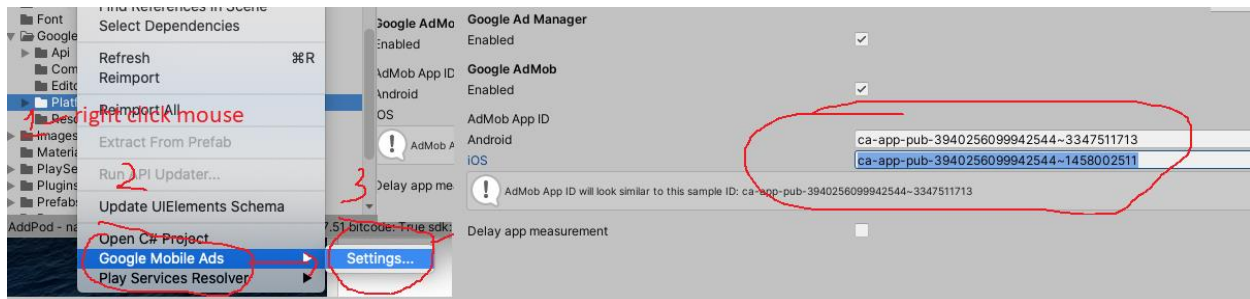 Font
Google
Api
Com
Edito
Platf
Reso
Images
Materia
PlaySe
Plugins
Prefabs
AddPod - na
Find References In Scene
Select Dependencies
Refresh ⌘R
Reimport
Reimport All
1 right click mouse
Extract From Prefab
Run API Updater...
2
Update UIElements Schema
Open C# Project
Google Mobile Ads
Play Services Resolver
3
7.51 bitcode: True sdk:
Settings...
Google AdMo
Enabled
AdMob App ID
Android
OS
AdMob A
Delay app me
Google Ad Manager
Enabled
Google AdMob
Enabled
AdMob App ID
Android ca-app-pub-3940256099942544~3347511713
iOS ca-app-pub-3940256099942544~1458002511
AdMob App ID will look similar to this sample ID: ca-app-pub-3940256099942544~3347511713
Delay app measurement